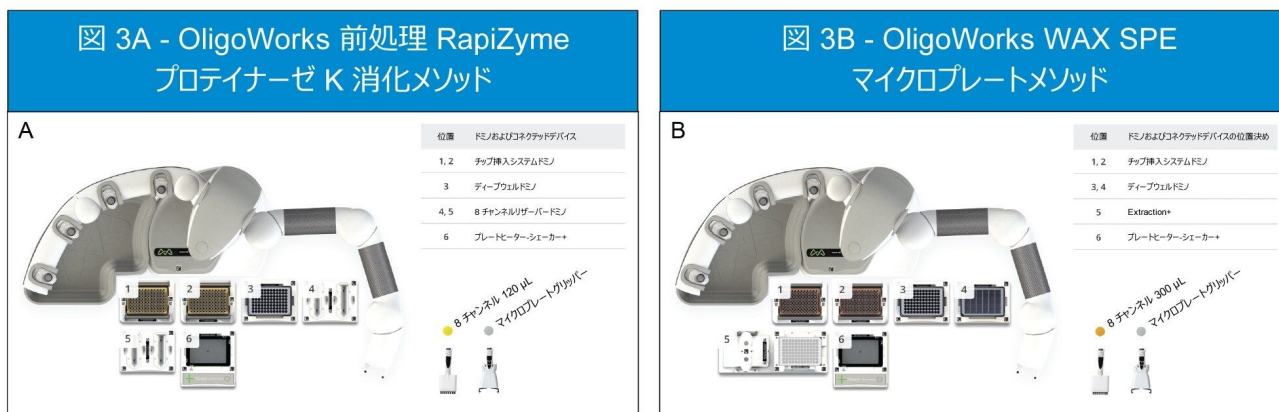 図 3A - OligoWorks 前処理 RapiZyme
プロテイナーゼ K 消化メソッド
A
位置 ドミノおよびコネクテッドデバイス
1, 2 チップ挿入システムドミノ
3 ディープウェルドミノ
4, 5 8 チャンネルリザーバードミノ
6 プレートヒーター-シェーカー+
1 2 3 4
5 6
8 チャンネル 120 µL
マイクロプレートグリッパー
図 3B - OligoWorks WAX SPE
マイクロプレートメソッド
B
位置 ドミノおよびコネクテッドデバイスの位置決め
1, 2 チップ挿入システムドミノ
3, 4 ディープウェルドミノ
5 Extraction+
6 プレートヒーター-シェーカー+
1 2 3 4
5 6
8 チャンネル 300 µL
マイクロプレートグリッパー